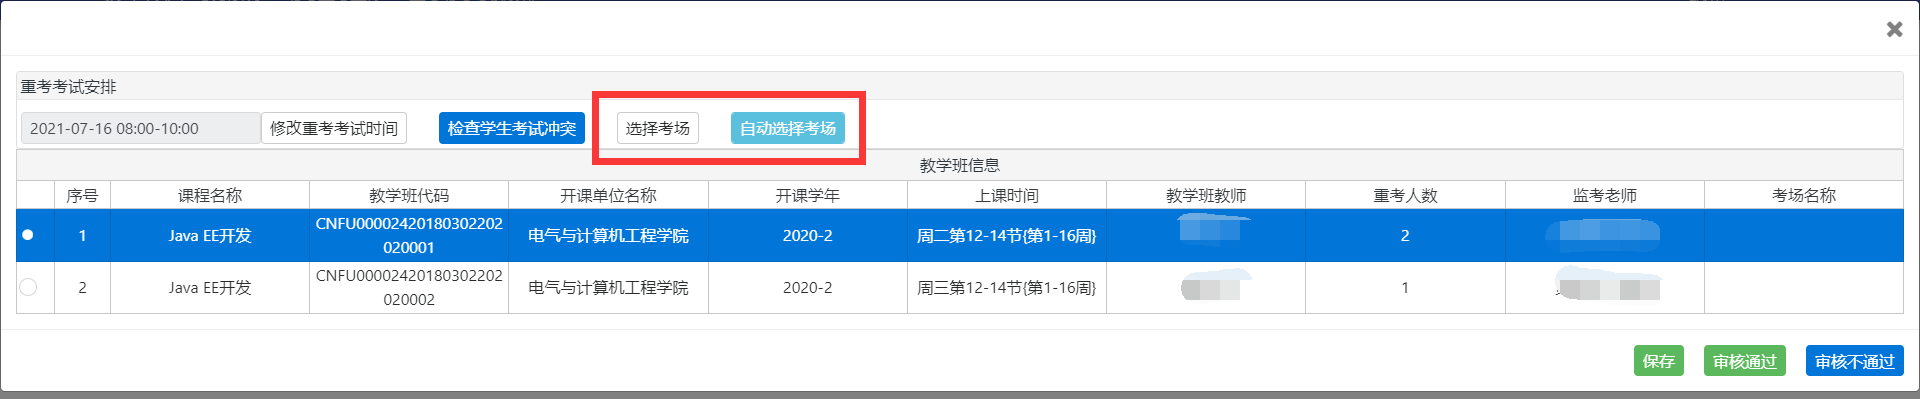 重考考试安排
2021-07-16 08:00-10:00 修改重考考试时间 检查学生考试冲突 选择考场 自动选择考场
教学班信息
序号 课程名称 教学班代码 开课单位名称 开课学年 上课时间 教学班教师 重考人数 监考老师 考场名称
1 Java EE开发 CNFU00002420180302202 电气与计算机工程学院 2020-2 周二第12-14节{第1-16周} 2
020001
2 Java EE开发 CNFU00002420180302202 电气与计算机工程学院 2020-2 周三第12-14节{第1-16周} 1
020002
保存 审核通过 审核不通过